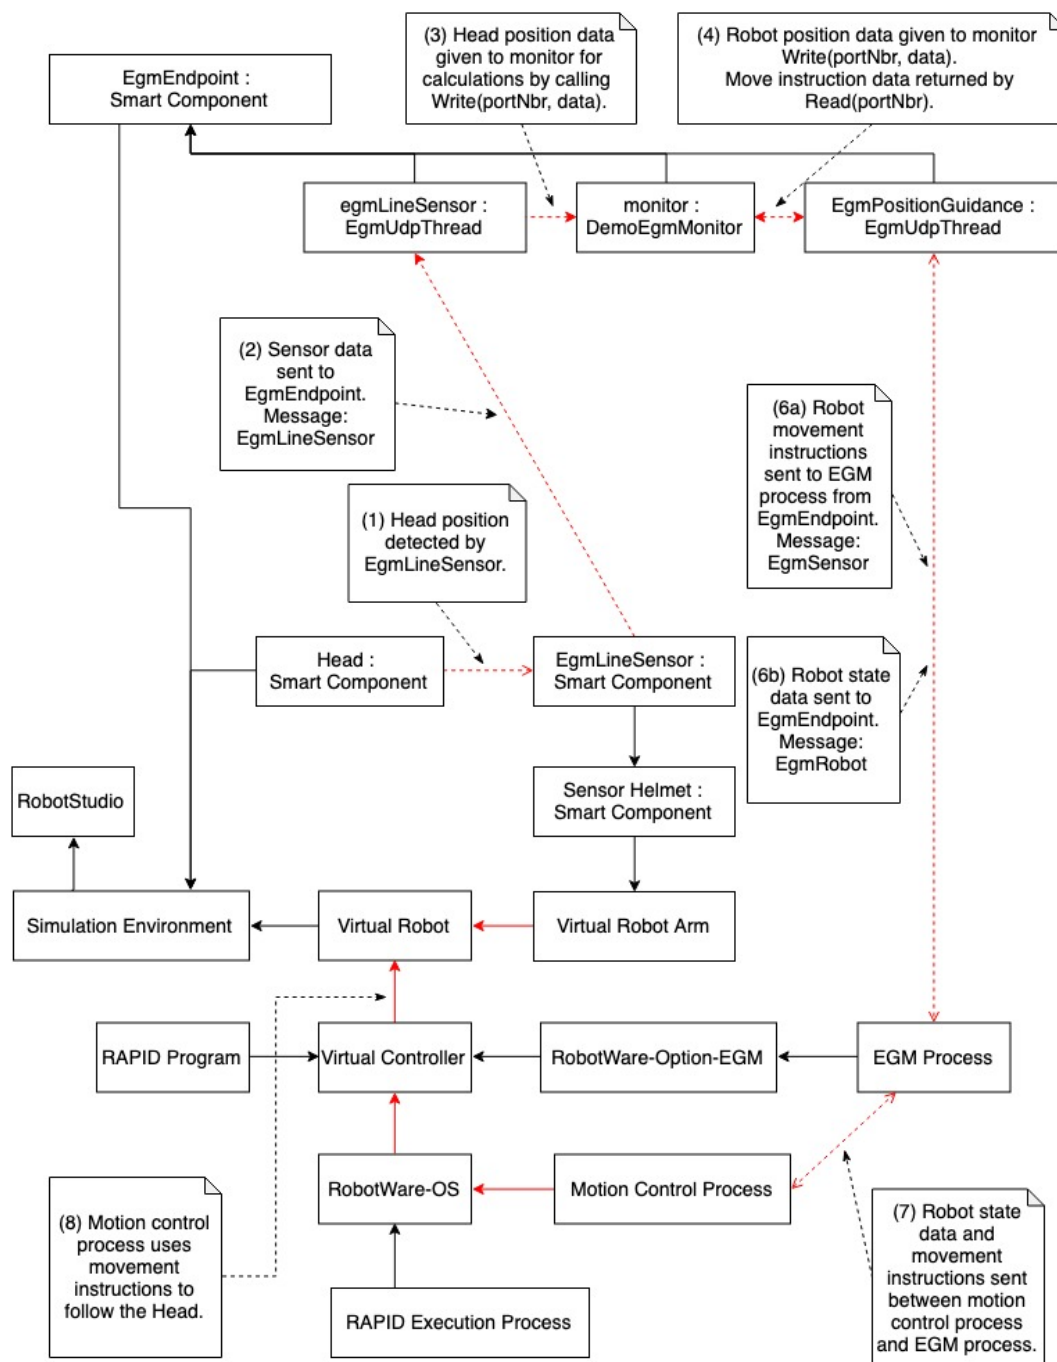 (3) Head position data
given to monitor for
calculations by calling
Write(portNbr, data).
(4) Robot position data given to monitor
Write(portNbr, data).
Move instruction data returned by
Read(portNbr).
EgmEndpoint :
Smart Component
egmLineSensor :
EgmUdpThread
monitor :
DemoEgmMonitor
EgmPositionGuidance :
EgmUdpThread
(2) Sensor data
sent to
EgmEndpoint.
Message:
EgmLineSensor
(6a) Robot
movement
instructions
sent to EGM
process from
EgmEndpoint.
Message:
EgmSensor
(1) Head position
detected by
EgmLineSensor.
Head :
Smart Component
EgmLineSensor :
Smart Component
(6b) Robot state
data sent to
EgmEndpoint.
Message:
EgmRobot
RobotStudio
Sensor Helmet :
Smart Component
Simulation Environment
Virtual Robot
Virtual Robot Arm
RAPID Program
Virtual Controller
RobotWare-Option-EGM
EGM Process
RobotWare-OS
Motion Control Process
(8) Motion control
process uses
movement
instructions to
follow the Head.
(7) Robot state
data and
movement
instructions sent
between motion
control process
and EGM process.
RAPID Execution Process